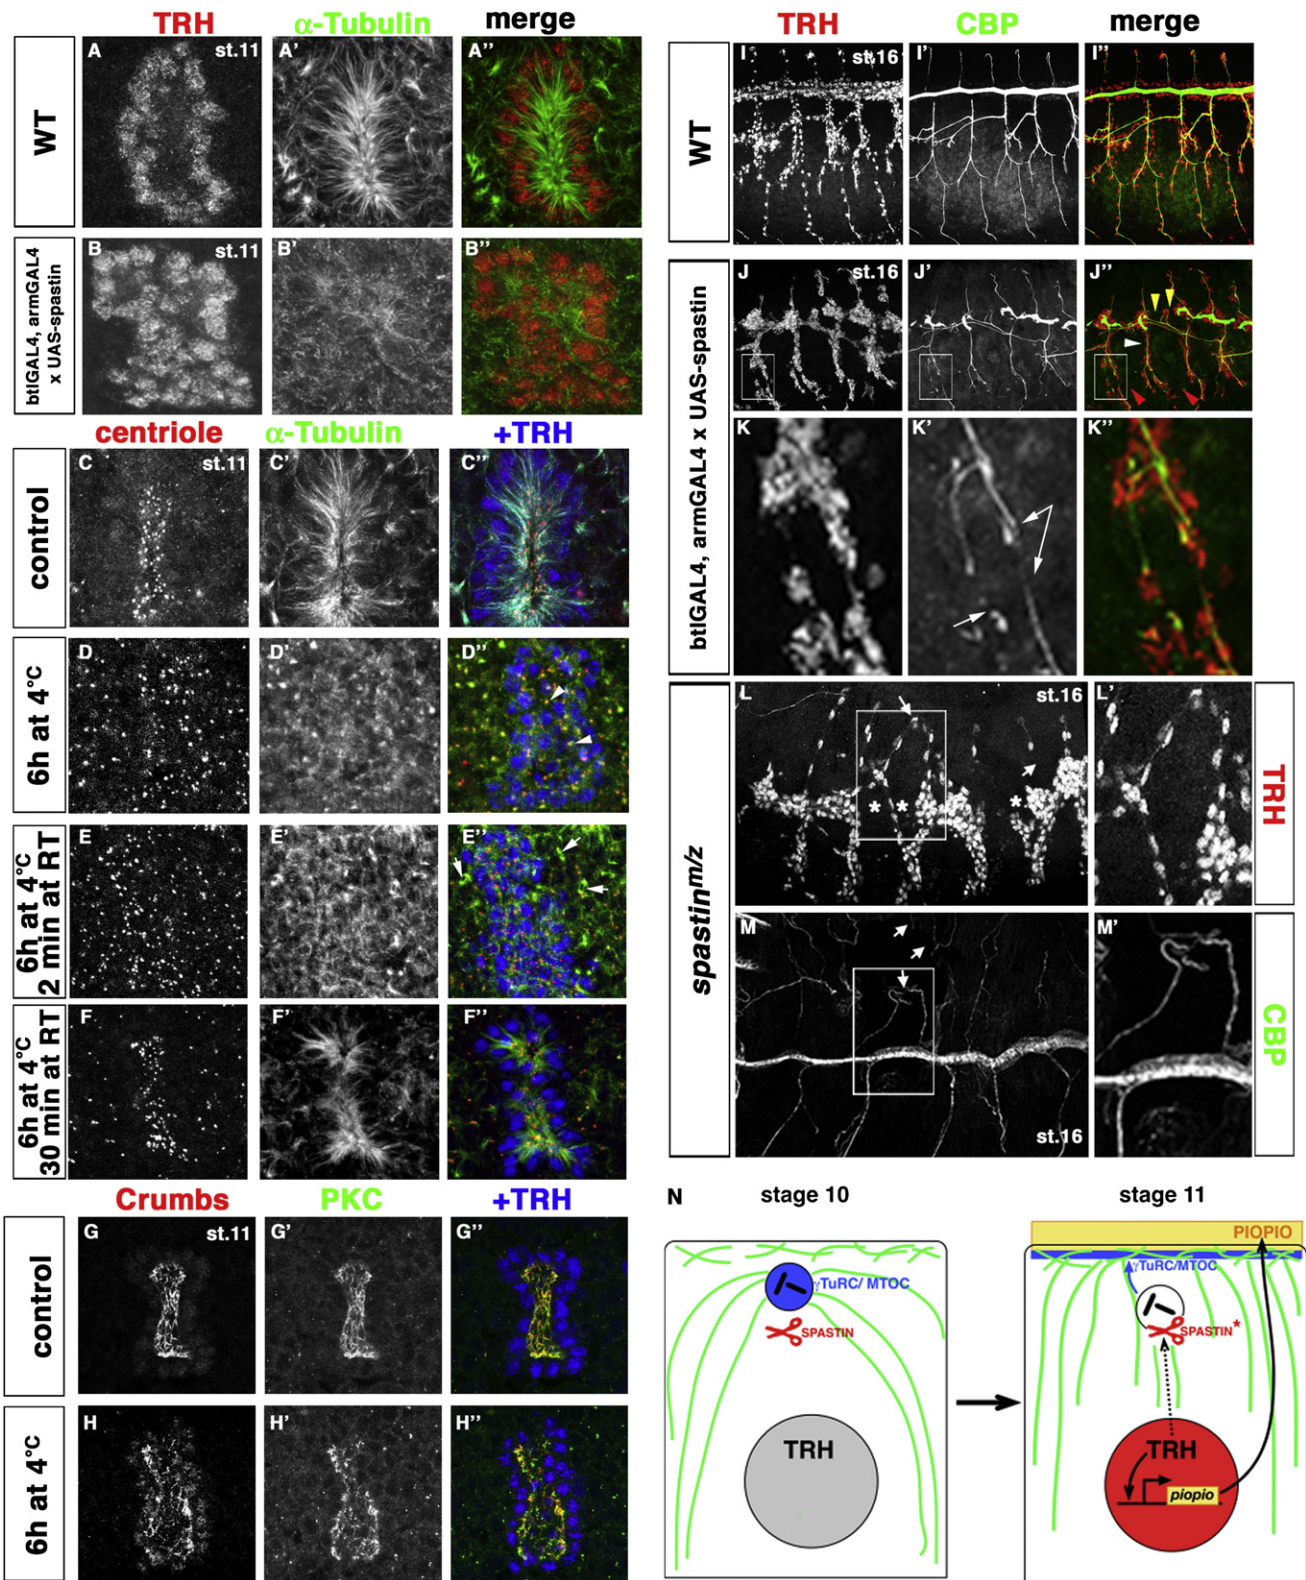 TRH α-Tubulin merge
WT
A st.11 A' A''
btlGAL4, armGAL4
x UAS-spastin
B st.11 B' B''
centriole α-Tubulin +TRH
control
C st.11 C' C''
6h at 4°C
D D' D''
6h at 4°C
2 min at RT
E E' E''
6h at 4°C
30 min at RT
F F' F''
Crumbs PKC +TRH
control
G st.11 G' G''
6h at 4°C
H H' H''
TRH CBP merge
WT
I st.16 I' I''
btlGAL4, armGAL4 x UAS-spastin
J st.16 J' J''
K K' K''
spastin^m/z
L st.16 L'
* * *
TRH
M M'
st.16
CBP
N stage 10 stage 11
γTuRC/ MTOC
SPASTIN
TRH
PIOPIO
γTuRC/MTOC
SPASTIN*
TRH
piopio